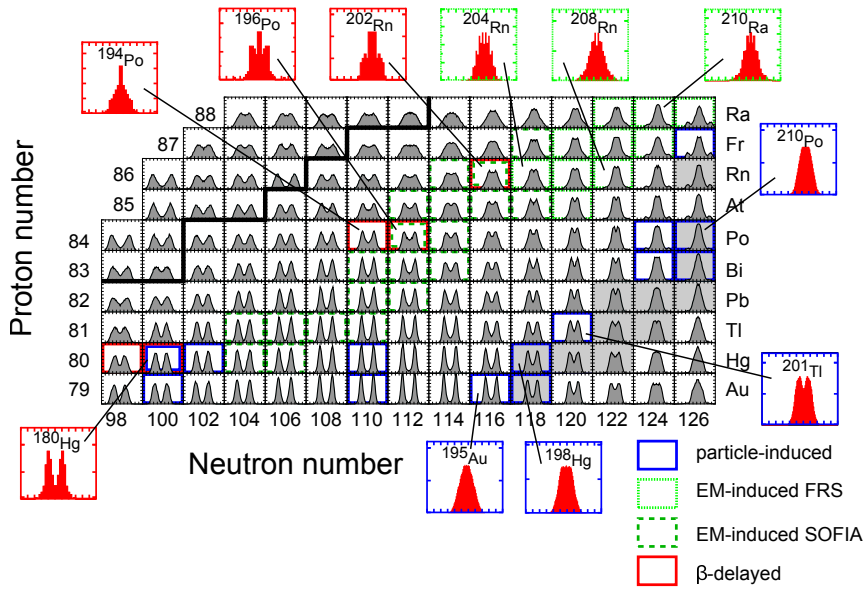 196Po
202Rn
204Rn
208Rn
210Ra
194Po
88
Ra
87
Fr
210Po
86
Rn
85
At
84
Po
83
Bi
82
Pb
81
Tl
80
Hg
79
Au
Proton number
98 100 102 104 106 108 110 112 114 116 118 120 122 124 126
201Tl
180Hg
Neutron number
195Au
198Hg
particle-induced
EM-induced FRS
EM-induced SOFIA
β-delayed